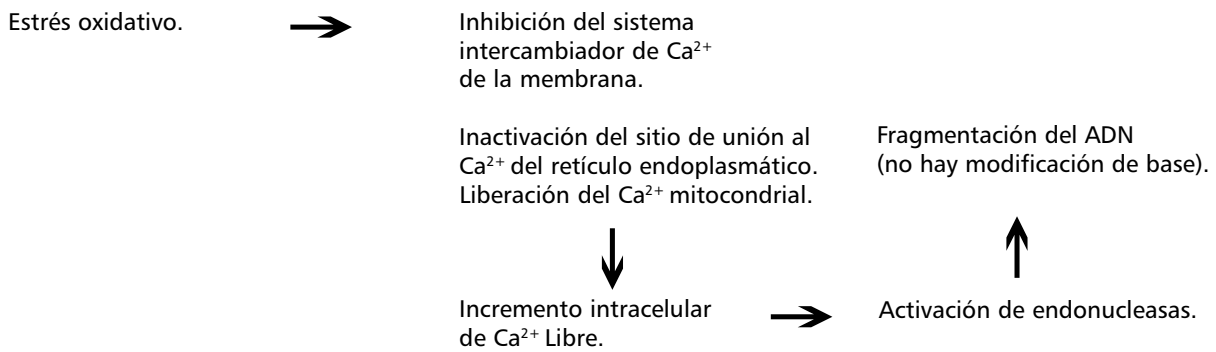 Estrés oxidativo.
Inhibición del sistema
intercambiador de Ca²⁺
de la membrana.
Inactivación del sitio de unión al
Ca²⁺ del retículo endoplasmático.
Liberación del Ca²⁺ mitocondrial.
Incremento intracelular
de Ca²⁺ Libre.
Activación de endonucleasas.
Fragmentación del ADN
(no hay modificación de base).